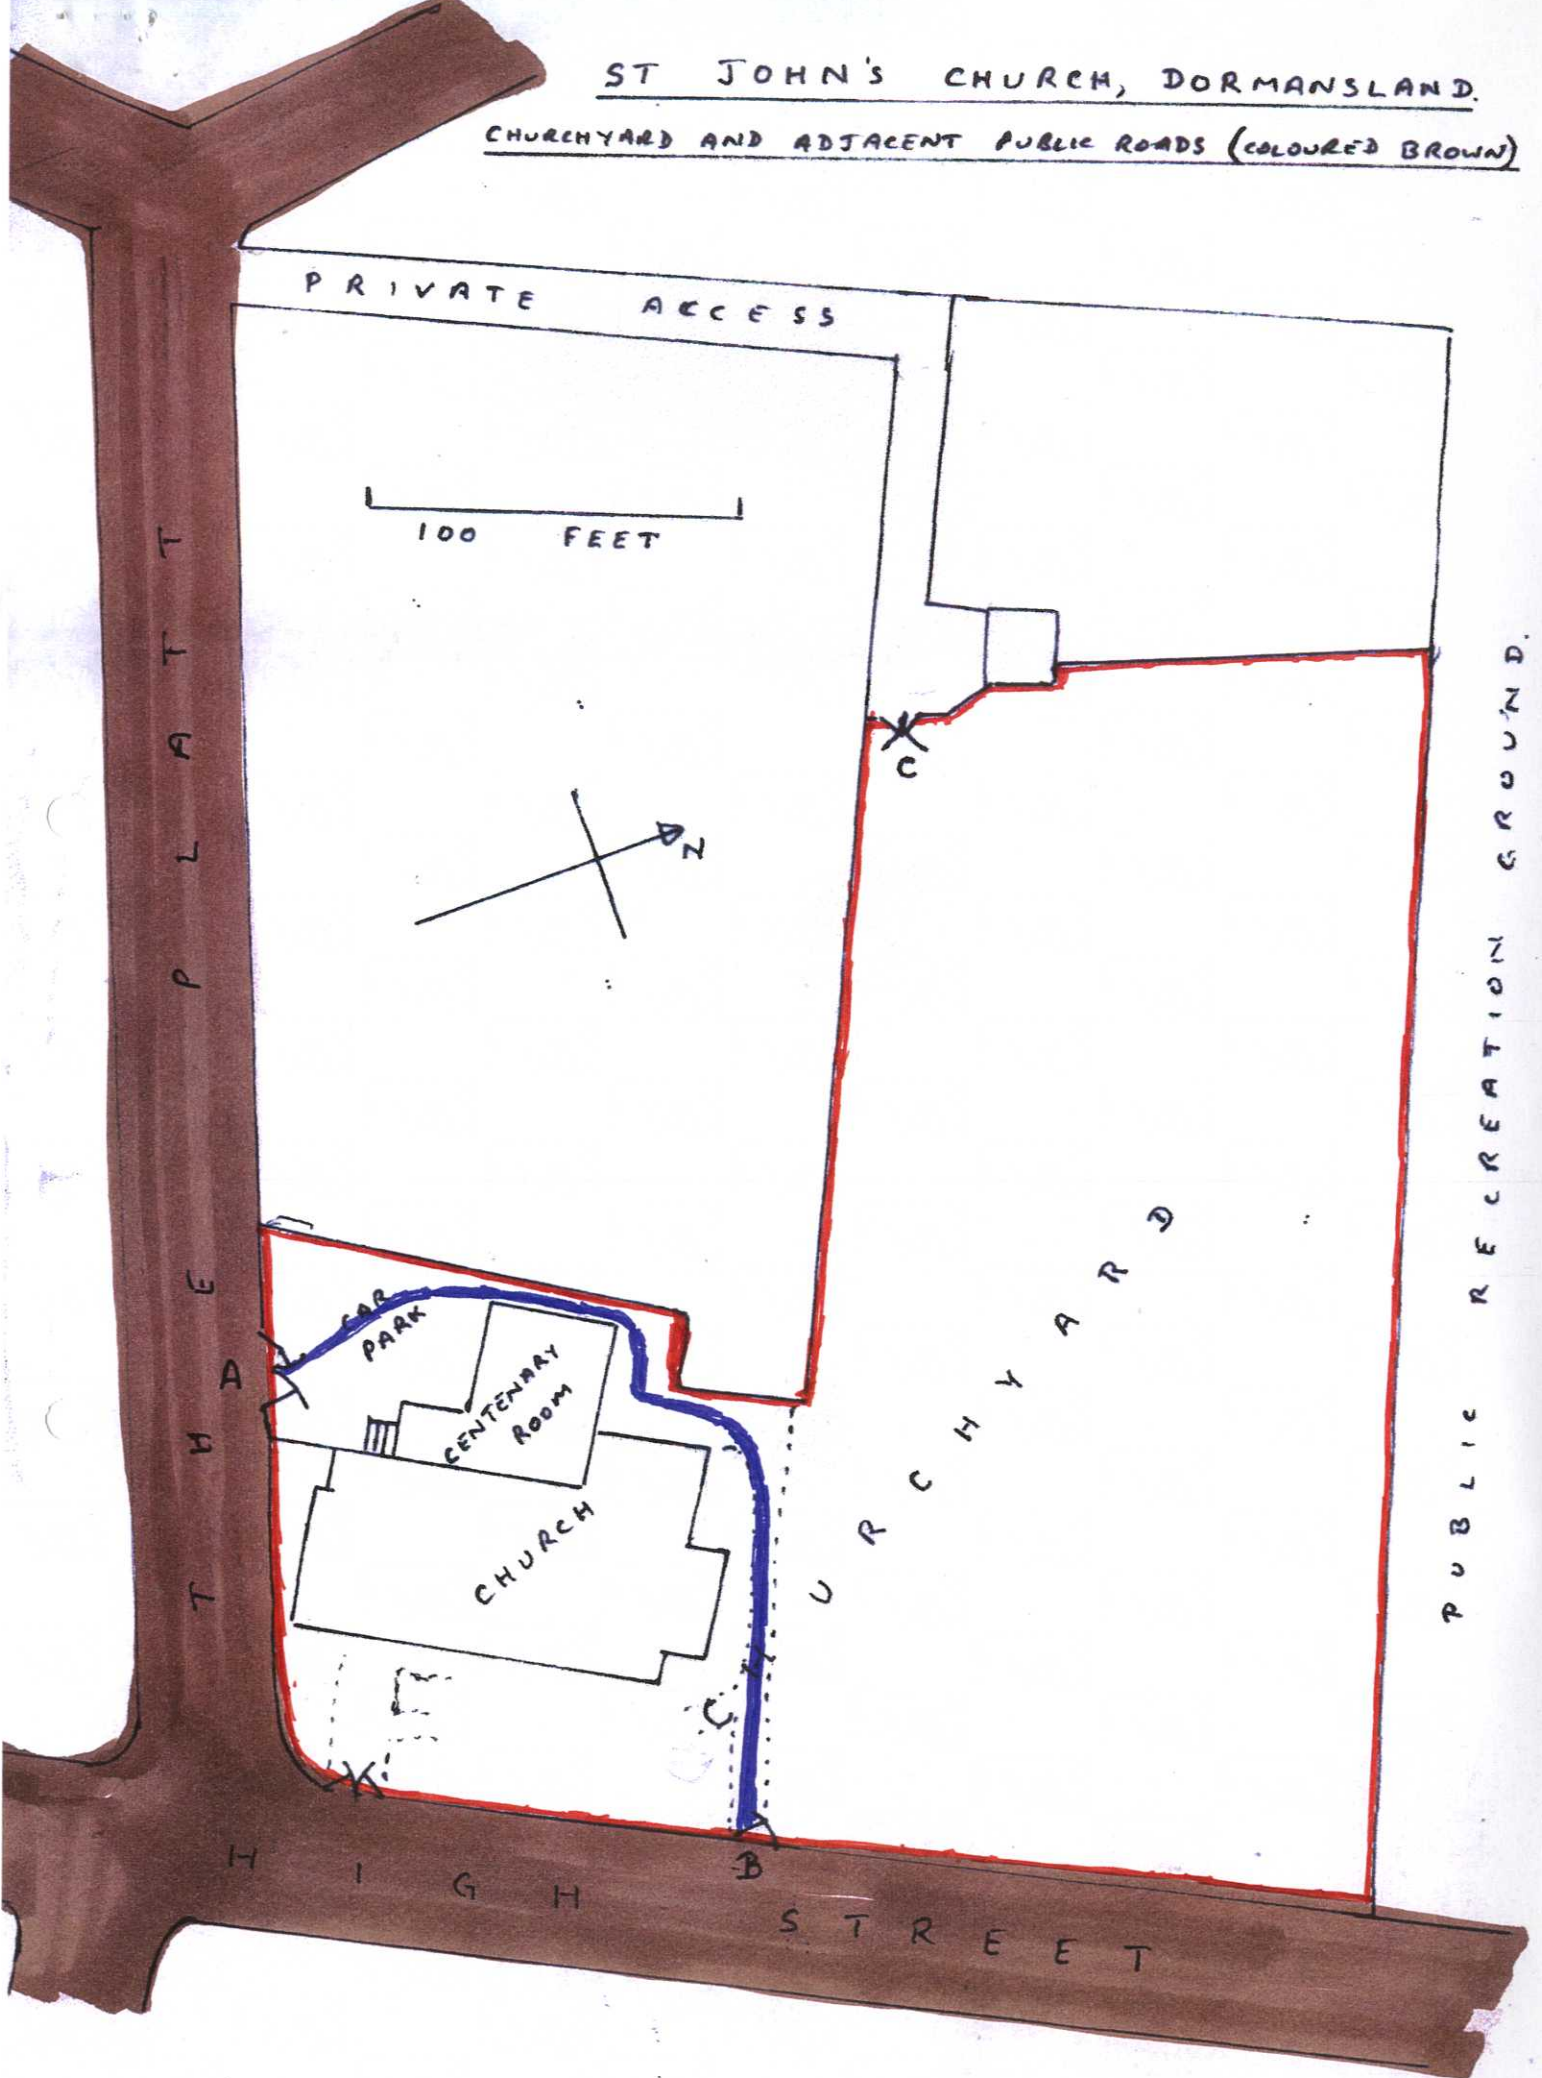 ST JOHN'S CHURCH, DORMANSLAND.
CHURCHYARD AND ADJACENT PUBLIC ROADS (COLOURED BROWN)
PRIVATE ACCESS
100 FEET
N
C
THE PLATT
PUBLIC RECREATION GROUND.
CAR
PARK
A
CENTENARY
ROOM
CHURCH
CHURCHYARD
B
HIGH STREET